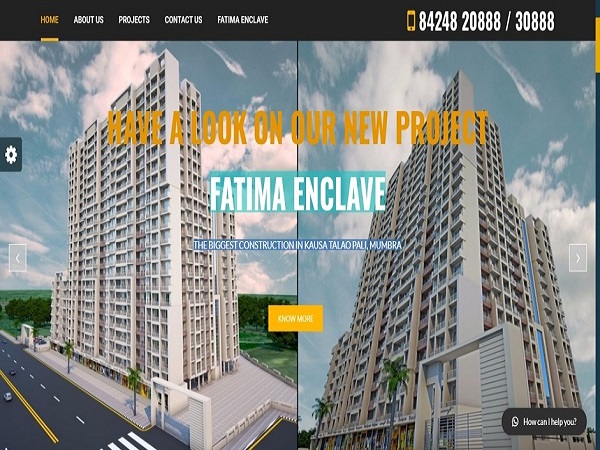 HOME ABOUT US PROJECTS CONTACT US FATIMA ENCLAVE
84248 20888 / 30888
HAVE A LOOK ON OUR NEW PROJECT
FATIMA ENCLAVE
THE BIGGEST CONSTRUCTION IN KAUSA TALAO PALI, MUMBRA
KNOW MORE
How can I help you?